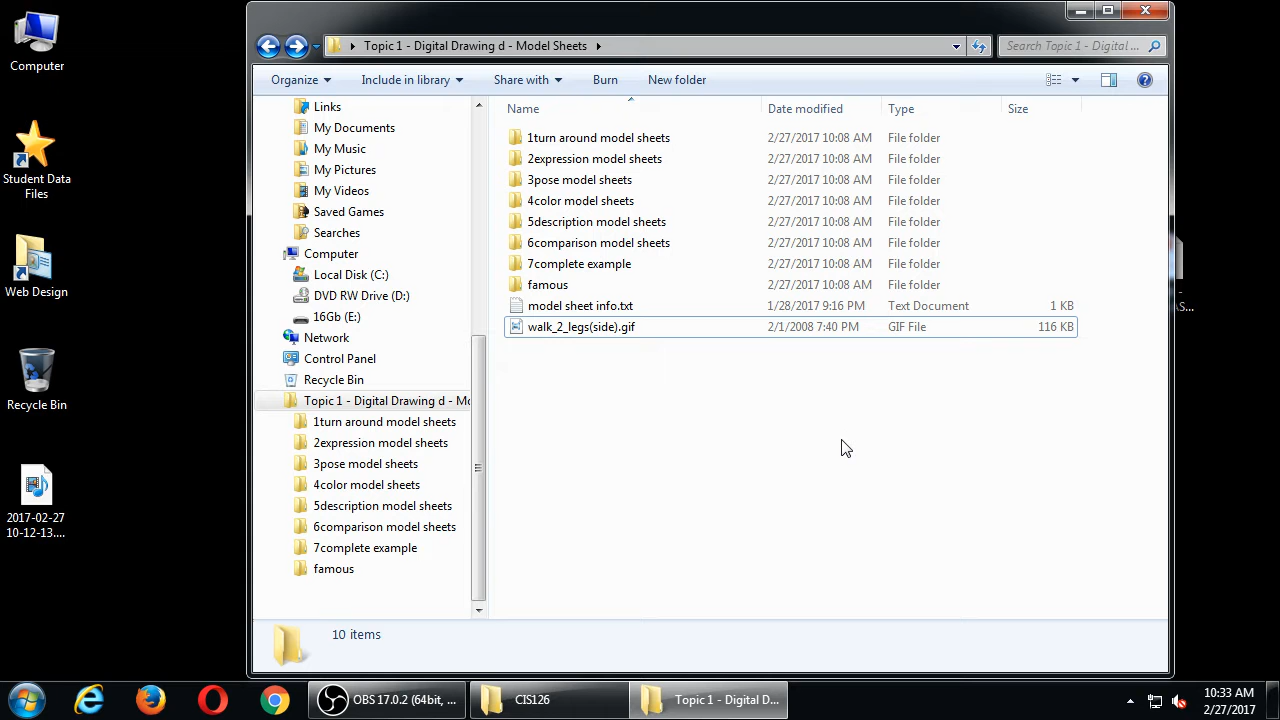 Computer
Student Data
Files
Web Design
Recycle Bin
2017-02-27
10-12-13....
Topic 1 - Digital Drawing d - Model Sheets
Search Topic 1 - Digital ...
Organize
Include in library
Share with
Burn
New folder
Links
My Documents
My Music
My Pictures
My Videos
Saved Games
Searches
Computer
Local Disk (C:)
DVD RW Drive (D:)
16Gb (E:)
Network
Control Panel
Recycle Bin
Topic 1 - Digital Drawing d - Mo
1turn around model sheets
2expression model sheets
3pose model sheets
4color model sheets
5description model sheets
6comparison model sheets
7complete example
famous
Name Date modified Type Size
1turn around model sheets 2/27/2017 10:08 AM File folder
2expression model sheets 2/27/2017 10:08 AM File folder
3pose model sheets 2/27/2017 10:08 AM File folder
4color model sheets 2/27/2017 10:08 AM File folder
5description model sheets 2/27/2017 10:08 AM File folder
6comparison model sheets 2/27/2017 10:08 AM File folder
7complete example 2/27/2017 10:08 AM File folder
famous 2/27/2017 10:08 AM File folder
model sheet info.txt 1/28/2017 9:16 PM Text Document 1 KB
walk_2_legs(side).gif 2/1/2008 7:40 PM GIF File 116 KB
10 items
OBS 17.0.2 (64bit, ...
CIS126
Topic 1 - Digital D...
10:33 AM
2/27/2017